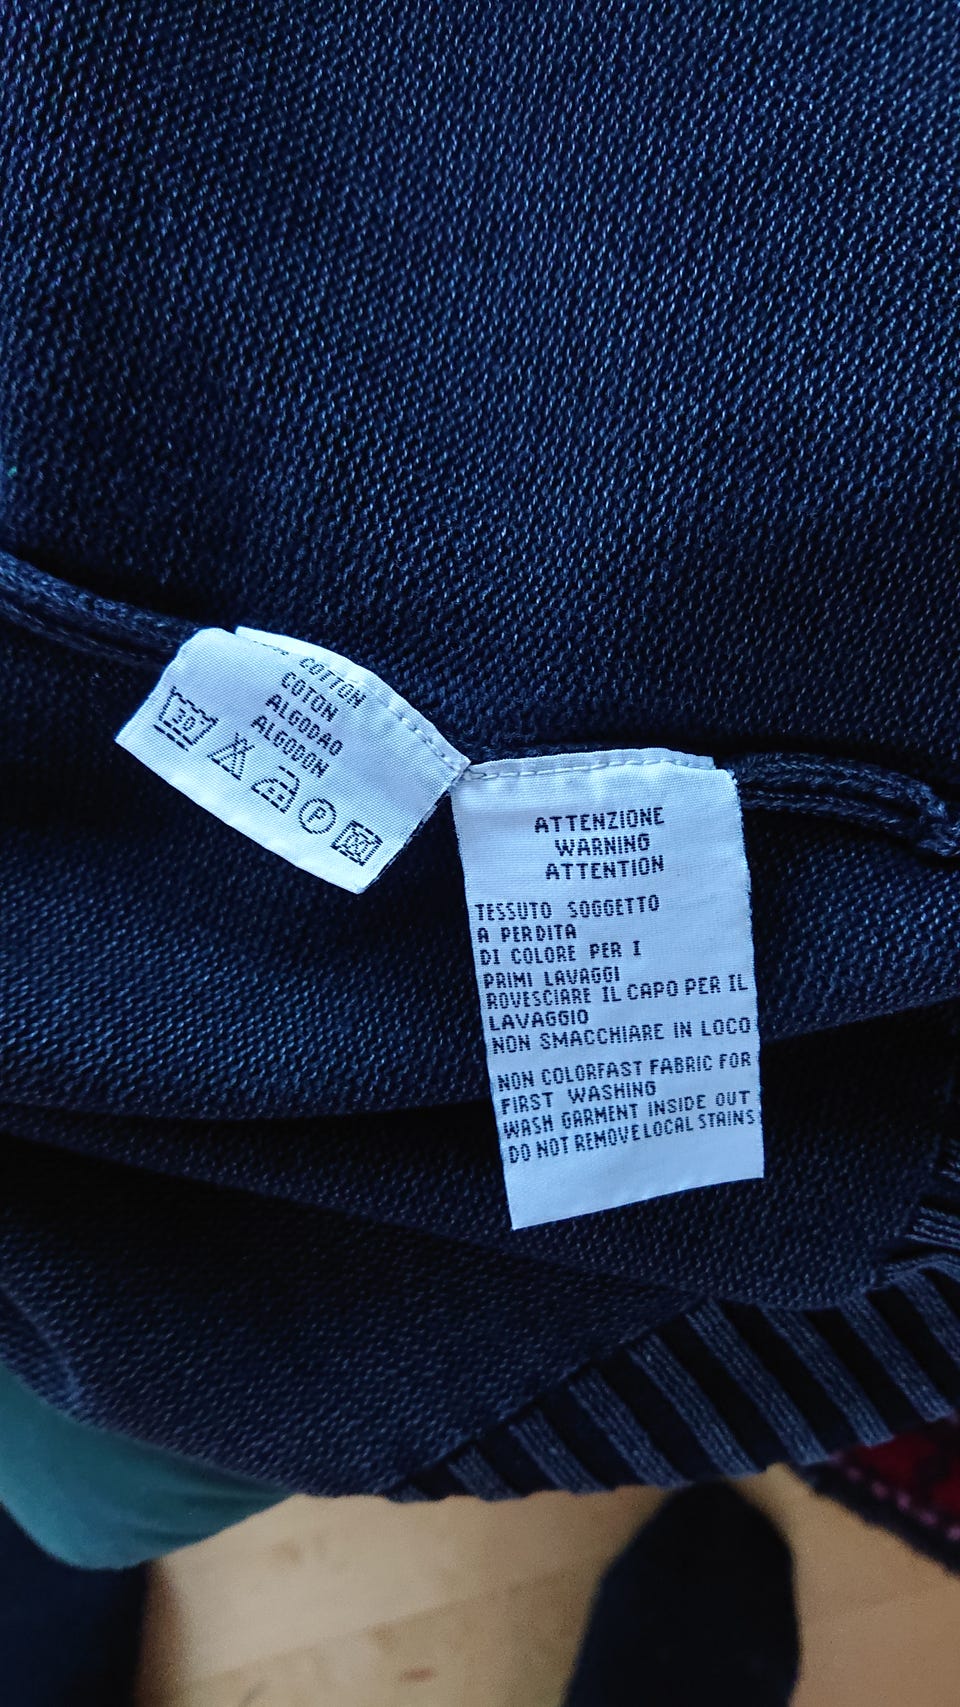 COTTON
COTON
ALGODAO
ALGODON
30
P
ATTENZIONE
WARNING
ATTENTION
TESSUTO SOGGETTO
A PERDITA
DI COLORE PER I
PRIMI LAVAGGI
ROVESCIARE IL CAPO PER IL
LAVAGGIO
NON SMACCHIARE IN LOCO
NON COLORFAST FABRIC FOR
FIRST WASHING
WASH GARMENT INSIDE OUT
DO NOT REMOVE LOCAL STAINS